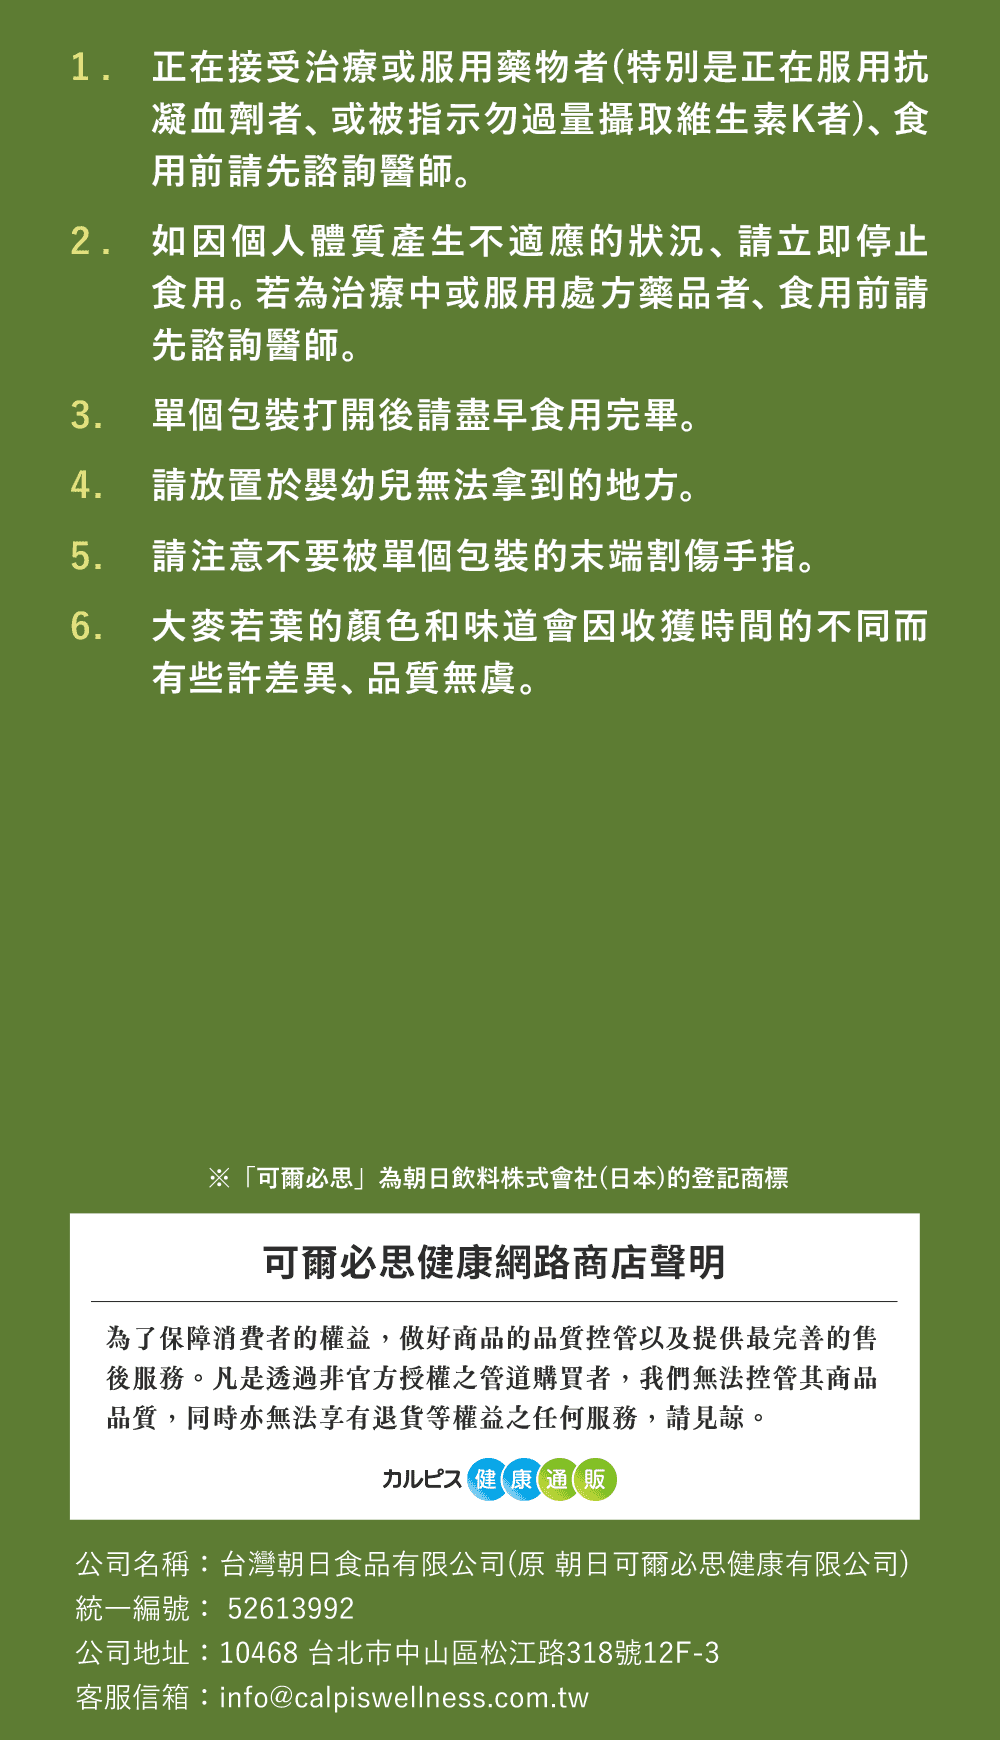 1. 正在接受治療或服用藥物者(特別是正在服用抗
凝血劑者、或被指示勿過量攝取維生素K者)、食
用前請先諮詢醫師。
2. 如因個人體質產生不適應的狀況、請立即停止
食用。若為治療中或服用處方藥品者、食用前請
先諮詢醫師。
3. 單個包裝打開後請盡早食用完畢。
4. 請放置於嬰幼兒無法拿到的地方。
5. 請注意不要被單個包裝的末端割傷手指。
6. 大麥若葉的顏色和味道會因收獲時間的不同而
有些許差異、品質無虞。
※「可爾必思」為朝日飲料株式會社(日本)的登記商標
可爾必思健康網路商店聲明
為了保障消費者的權益，做好商品的品質控管以及提供最完善的售
後服務。凡是透過非官方授權之管道購買者，我們無法控管其商品
品質，同時亦無法享有退貨等權益之任何服務，請見諒。
カルピス 健康通販
公司名稱：台灣朝日食品有限公司(原 朝日可爾必思健康有限公司)
統一編號： 52613992
公司地址：10468 台北市中山區松江路318號12F-3
客服信箱：info@calpiswellness.com.tw